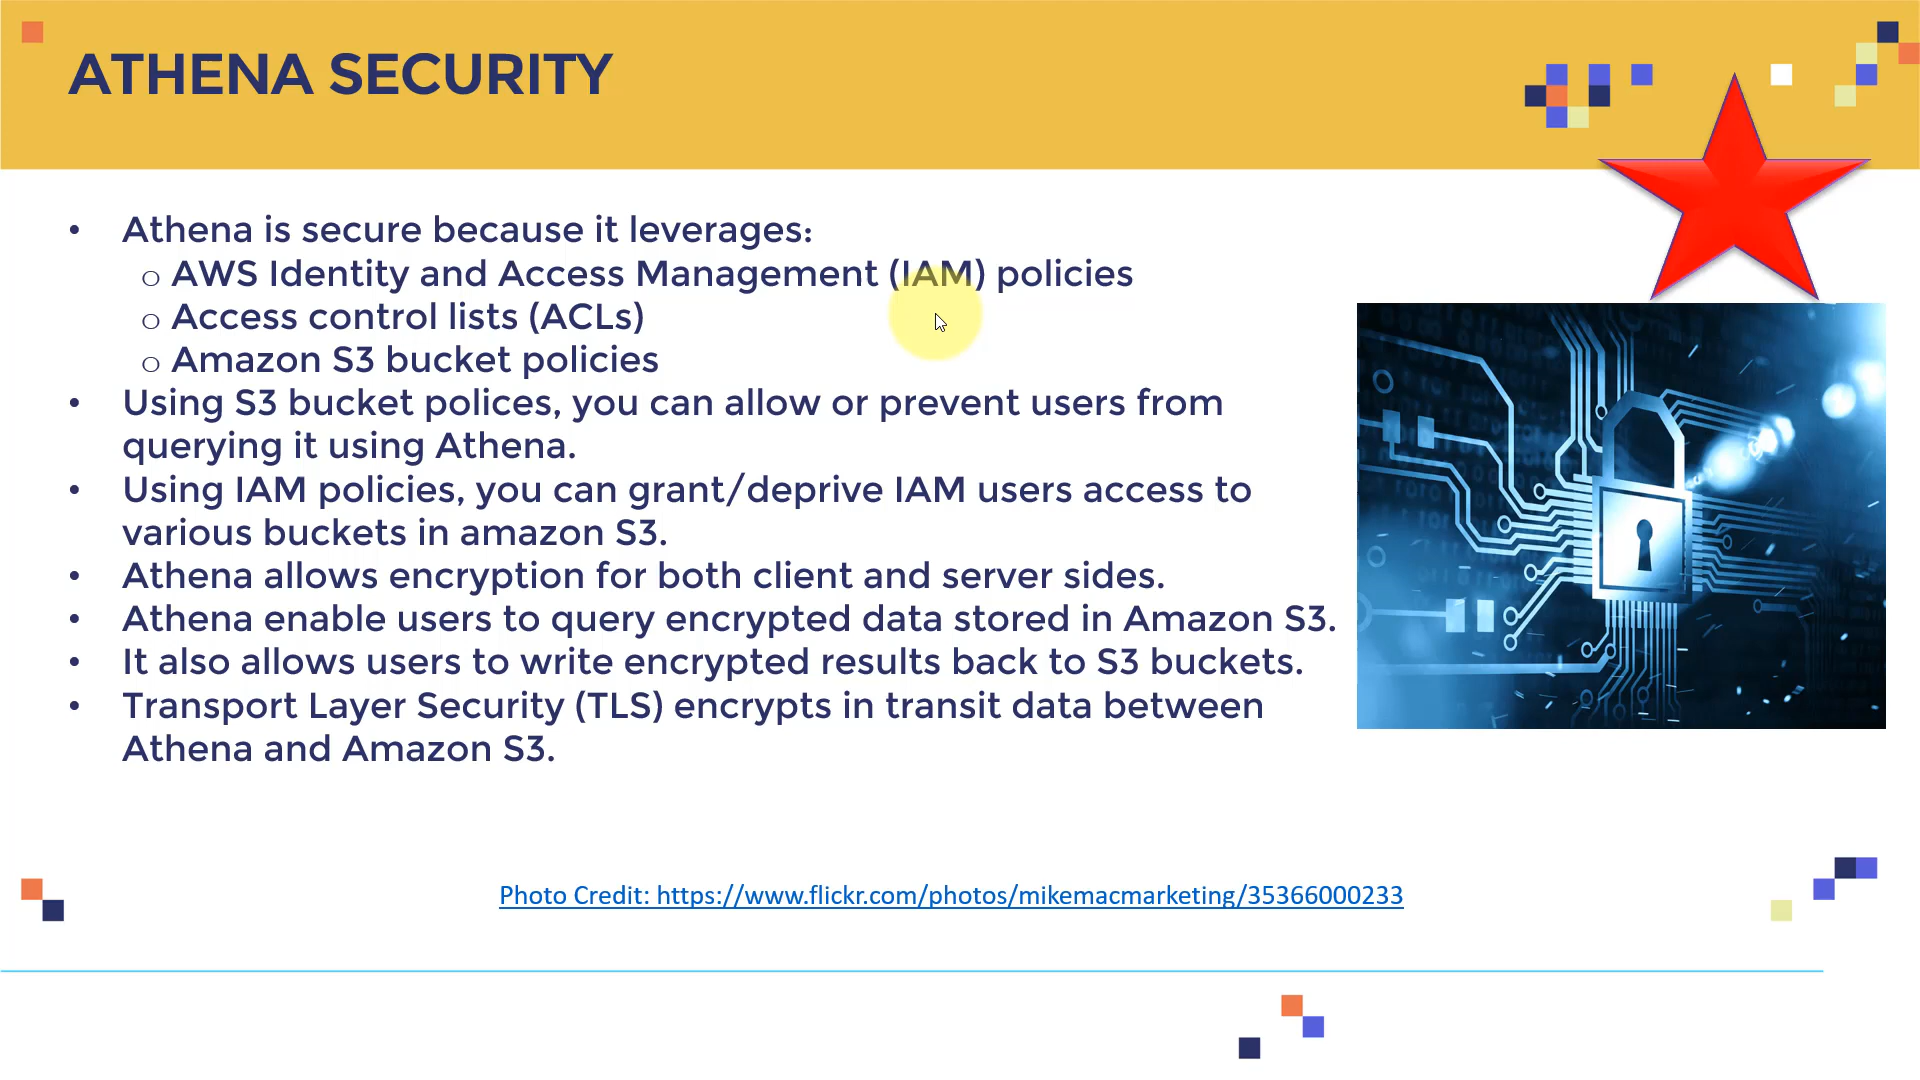 ATHENA SECURITY
• Athena is secure because it leverages:
o AWS Identity and Access Management (IAM) policies
o Access control lists (ACLs)
o Amazon S3 bucket policies
• Using S3 bucket polices, you can allow or prevent users from
querying it using Athena.
• Using IAM policies, you can grant/deprive IAM users access to
various buckets in amazon S3.
• Athena allows encryption for both client and server sides.
• Athena enable users to query encrypted data stored in Amazon S3.
• It also allows users to write encrypted results back to S3 buckets.
• Transport Layer Security (TLS) encrypts in transit data between
Athena and Amazon S3.
Photo Credit: https://www.flickr.com/photos/mikemacmarketing/35366000233